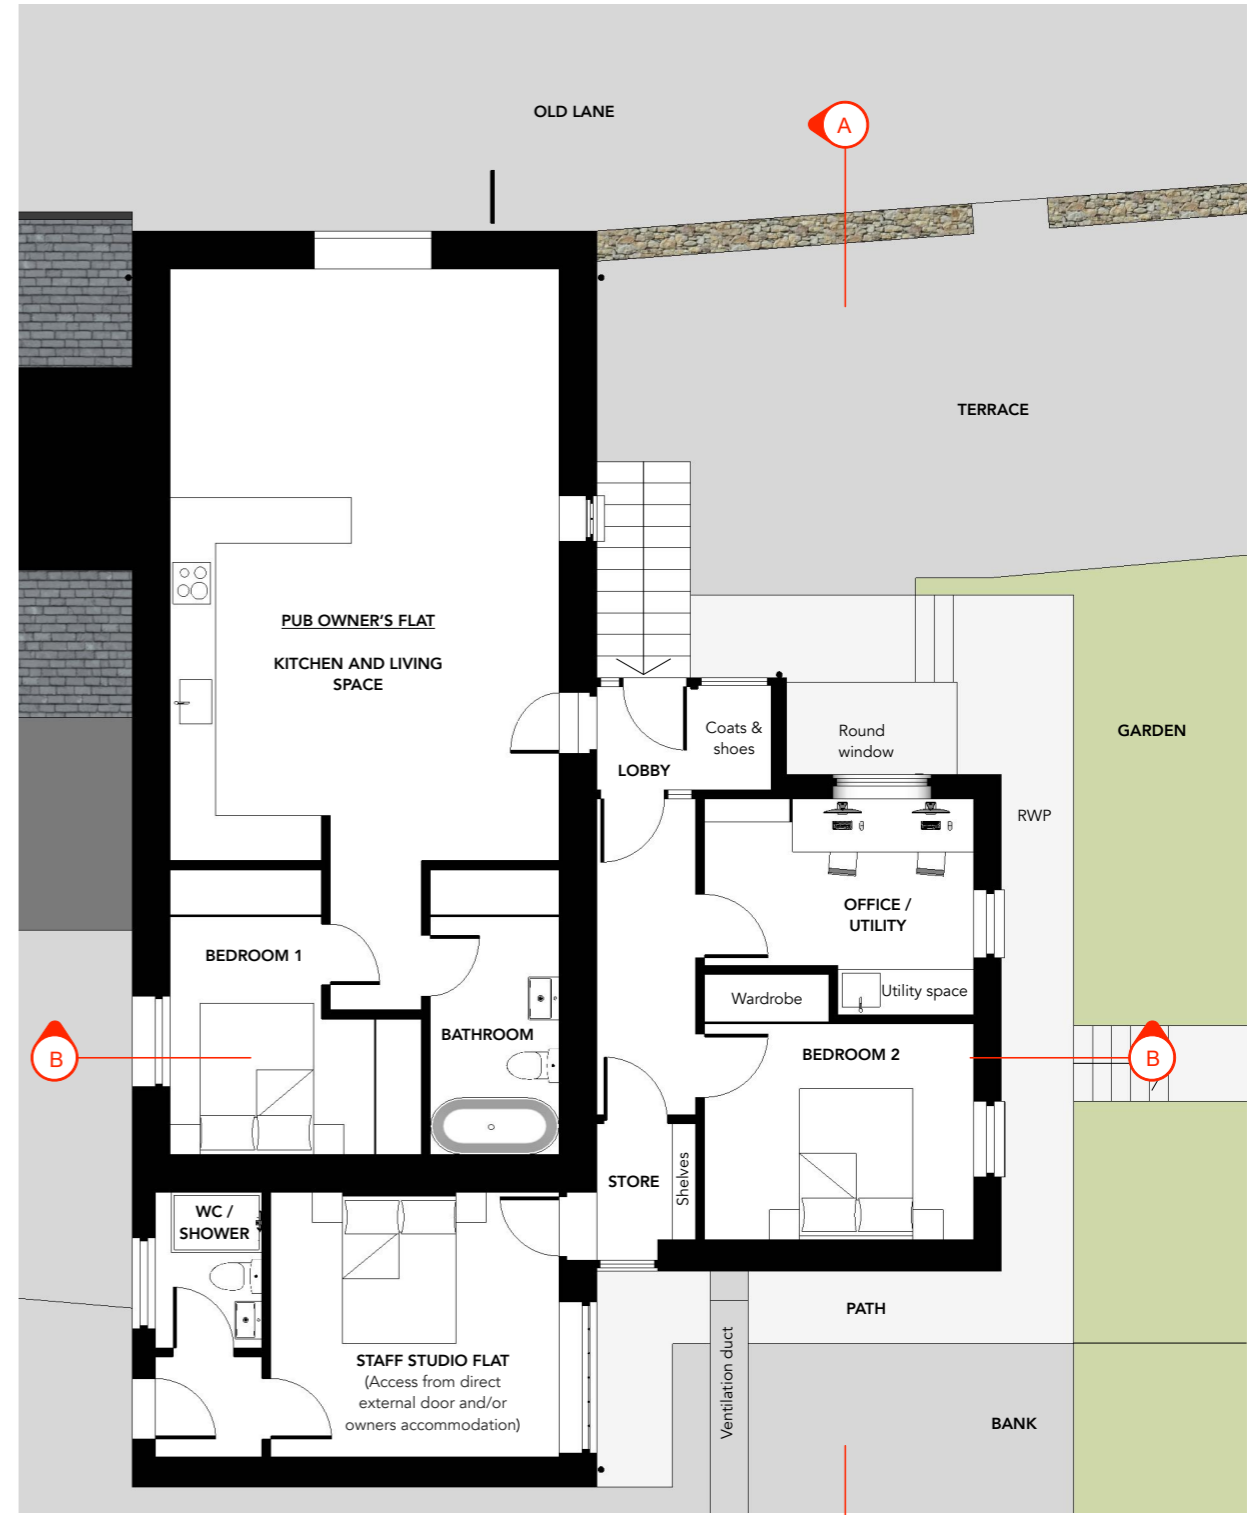 OLD LANE
A
TERRACE
PUB OWNER'S FLAT
KITCHEN AND LIVING
SPACE
Coats &
shoes
Round
window
GARDEN
LOBBY
RWP
OFFICE /
UTILITY
BEDROOM 1
Wardrobe
Utility space
BATHROOM
BEDROOM 2
B
B
STORE
Shelves
WC /
SHOWER
PATH
STAFF STUDIO FLAT
(Access from direct
external door and/or
owners accommodation)
Ventilation duct
BANK